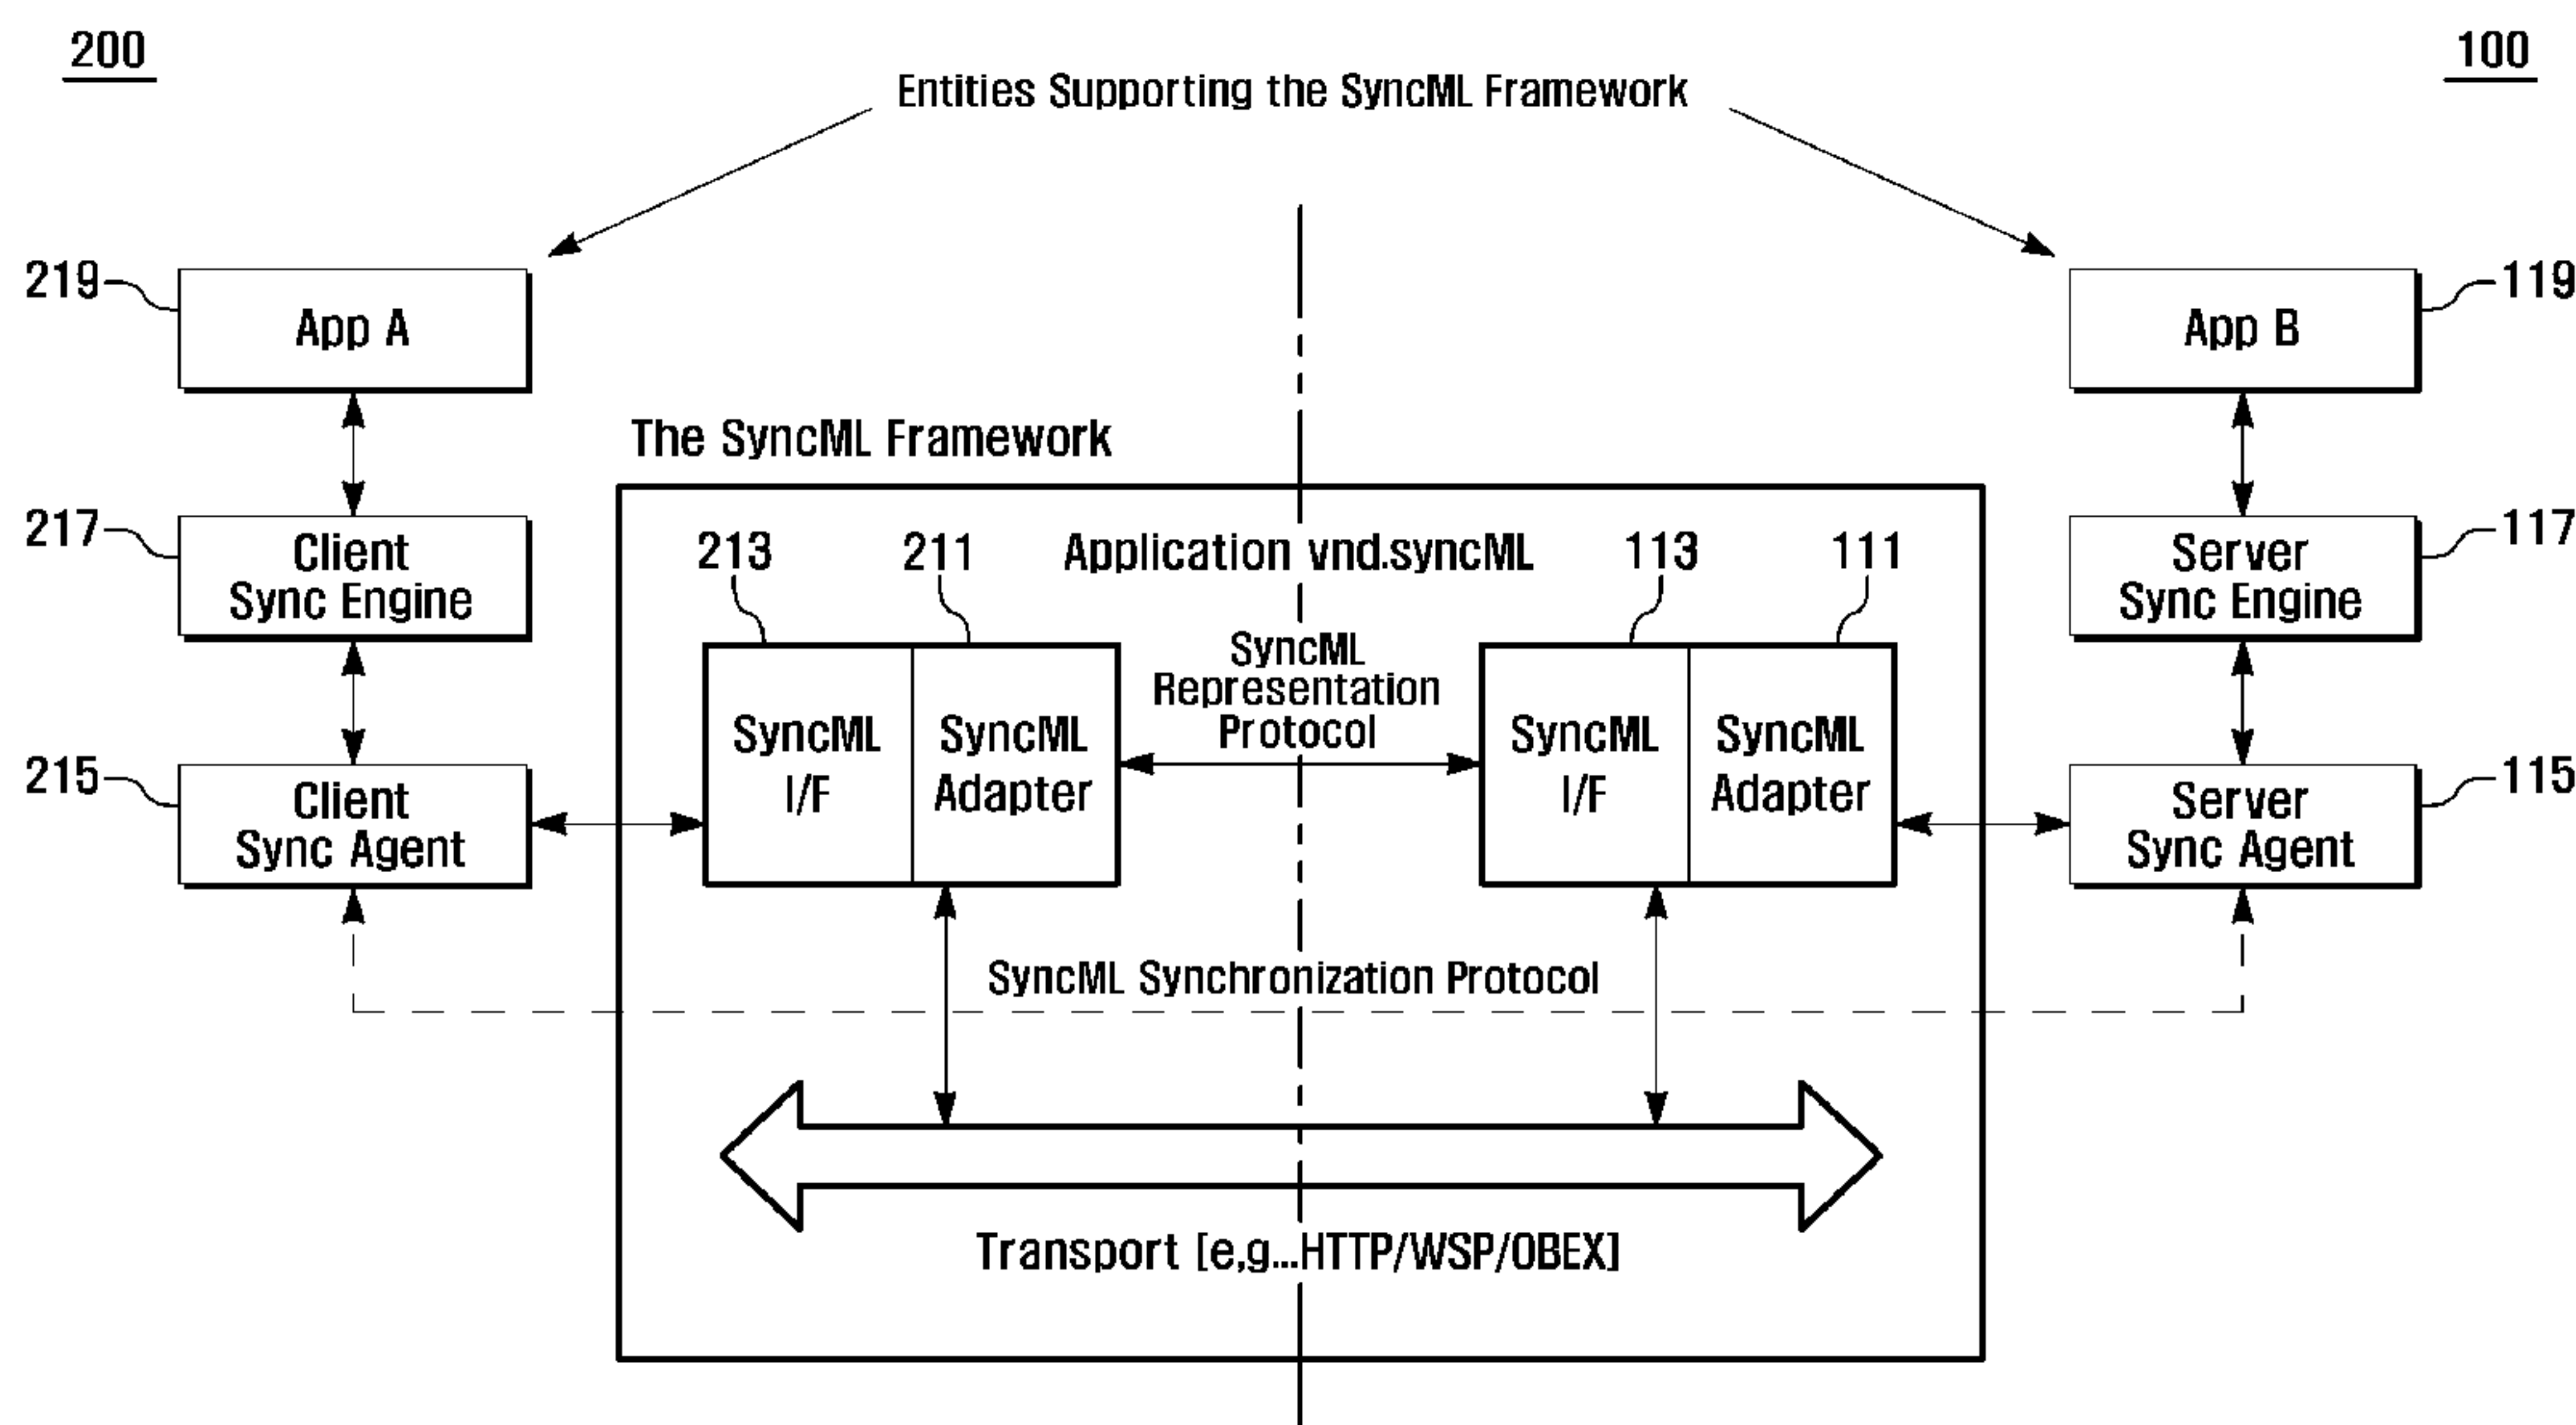 200
100
Entities Supporting the SyncML Framework
219
App A
App B
119
The SyncML Framework
217
Client
Sync Engine
213
211
Application vnd.syncML
113
111
Server
Sync Engine
117
SyncML
Representation
Protocol
SyncML
I/F
SyncML
Adapter
SyncML
I/F
SyncML
Adapter
215
Client
Sync Agent
Server
Sync Agent
115
SyncML Synchronization Protocol
Transport [e,g...HTTP/WSP/OBEX]